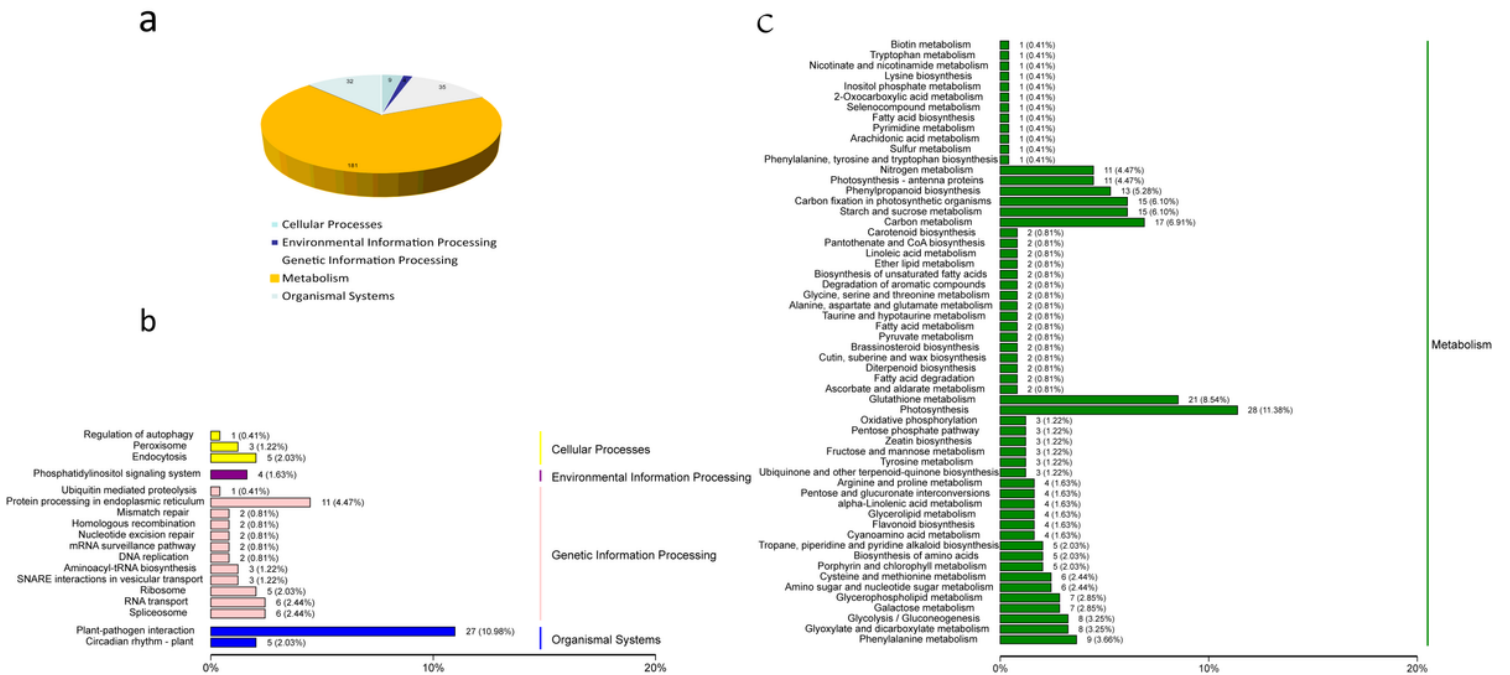 a
32
9
35
181
Cellular Processes
Environmental Information Processing
Genetic Information Processing
Metabolism
Organismal Systems
b
Regulation of autophagy 1 (0.41%)
Peroxisome 3 (1.22%)
Endocytosis 5 (2.03%)
Cellular Processes
Phosphatidylinositol signaling system 4 (1.63%)
Environmental Information Processing
Ubiquitin mediated proteolysis 1 (0.41%)
Protein processing in endoplasmic reticulum 11 (4.47%)
Mismatch repair 2 (0.81%)
Homologous recombination 2 (0.81%)
Nucleotide excision repair 2 (0.81%)
mRNA surveillance pathway 2 (0.81%)
DNA replication 2 (0.81%)
Aminoacyl-tRNA biosynthesis 3 (1.22%)
SNARE interactions in vesicular transport 3 (1.22%)
Ribosome 5 (2.03%)
RNA transport 6 (2.44%)
Spliceosome 6 (2.44%)
Genetic Information Processing
Plant-pathogen interaction 27 (10.98%)
Circadian rhythm - plant 5 (2.03%)
Organismal Systems
0% 10% 20%
C
Biotin metabolism 1 (0.41%)
Tryptophan metabolism 1 (0.41%)
Nicotinate and nicotinamide metabolism 1 (0.41%)
Lysine biosynthesis 1 (0.41%)
Inositol phosphate metabolism 1 (0.41%)
2-Oxocarboxylic acid metabolism 1 (0.41%)
Selenocompound metabolism 1 (0.41%)
Fatty acid biosynthesis 1 (0.41%)
Pyrimidine metabolism 1 (0.41%)
Arachidonic acid metabolism 1 (0.41%)
Sulfur metabolism 1 (0.41%)
Phenylalanine, tyrosine and tryptophan biosynthesis 1 (0.41%)
Nitrogen metabolism 11 (4.47%)
Photosynthesis - antenna proteins 11 (4.47%)
Phenylpropanoid biosynthesis 13 (5.28%)
Carbon fixation in photosynthetic organisms 15 (6.10%)
Starch and sucrose metabolism 15 (6.10%)
Carbon metabolism 17 (6.91%)
Carotenoid biosynthesis 2 (0.81%)
Pantothenate and CoA biosynthesis 2 (0.81%)
Linoleic acid metabolism 2 (0.81%)
Ether lipid metabolism 2 (0.81%)
Biosynthesis of unsaturated fatty acids 2 (0.81%)
Degradation of aromatic compounds 2 (0.81%)
Glycine, serine and threonine metabolism 2 (0.81%)
Alanine, aspartate and glutamate metabolism 2 (0.81%)
Taurine and hypotaurine metabolism 2 (0.81%)
Fatty acid metabolism 2 (0.81%)
Pyruvate metabolism 2 (0.81%)
Brassinosteroid biosynthesis 2 (0.81%)
Cutin, suberine and wax biosynthesis 2 (0.81%)
Diterpenoid biosynthesis 2 (0.81%)
Fatty acid degradation 2 (0.81%)
Ascorbate and aldarate metabolism 2 (0.81%)
Glutathione metabolism 21 (8.54%)
Photosynthesis 28 (11.38%)
Oxidative phosphorylation 3 (1.22%)
Pentose phosphate pathway 3 (1.22%)
Zeatin biosynthesis 3 (1.22%)
Fructose and mannose metabolism 3 (1.22%)
Tyrosine metabolism 3 (1.22%)
Ubiquinone and other terpenoid-quinone biosynthesis 3 (1.22%)
Arginine and proline metabolism 4 (1.63%)
Pentose and glucuronate interconversions 4 (1.63%)
alpha-Linolenic acid metabolism 4 (1.63%)
Glycerolipid metabolism 4 (1.63%)
Flavonoid biosynthesis 4 (1.63%)
Cyanoamino acid metabolism 4 (1.63%)
Tropane, piperidine and pyridine alkaloid biosynthesis 5 (2.03%)
Biosynthesis of amino acids 5 (2.03%)
Porphyrin and chlorophyll metabolism 5 (2.03%)
Cysteine and methionine metabolism 6 (2.44%)
Amino sugar and nucleotide sugar metabolism 6 (2.44%)
Glycerophospholipid metabolism 7 (2.85%)
Galactose metabolism 7 (2.85%)
Glycolysis / Gluconeogenesis 8 (3.25%)
Glyoxylate and dicarboxylate metabolism 8 (3.25%)
Phenylalanine metabolism 9 (3.66%)
Metabolism
0% 10% 20%